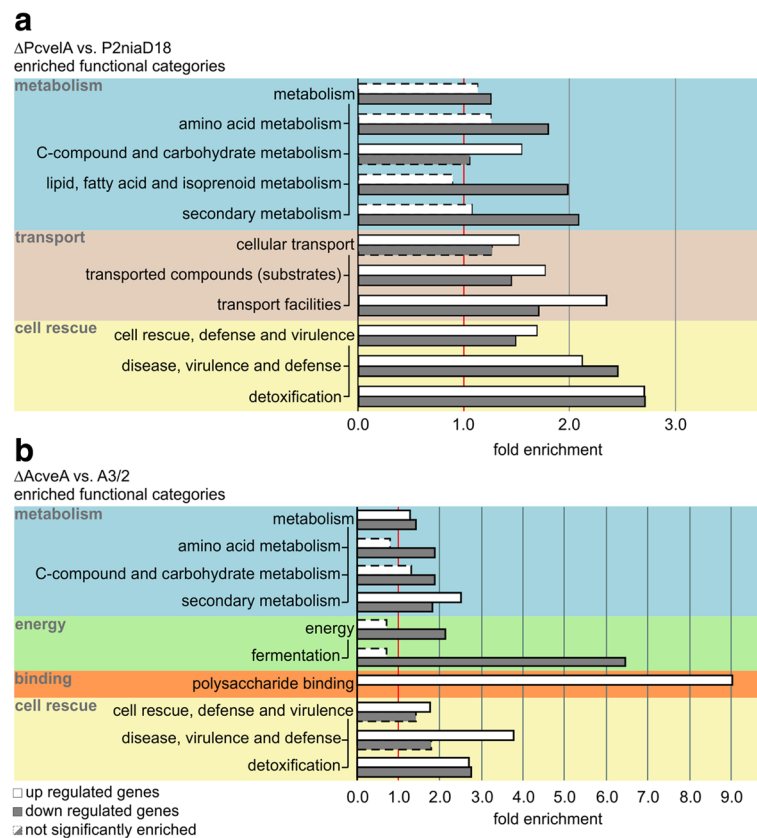 a
ΔPcvelA vs. P2niaD18
enriched functional categories
metabolism
metabolism
amino acid metabolism
C-compound and carbohydrate metabolism
lipid, fatty acid and isoprenoid metabolism
secondary metabolism
transport
cellular transport
transported compounds (substrates)
transport facilities
cell rescue
cell rescue, defense and virulence
disease, virulence and defense
detoxification
0.0 1.0 2.0 3.0
fold enrichment
b
ΔAcveA vs. A3/2
enriched functional categories
metabolism
metabolism
amino acid metabolism
C-compound and carbohydrate metabolism
secondary metabolism
energy
energy
fermentation
binding
polysaccharide binding
cell rescue
cell rescue, defense and virulence
disease, virulence and defense
detoxification
0.0 1.0 2.0 3.0 4.0 5.0 6.0 7.0 8.0 9.0
fold enrichment
up regulated genes
down regulated genes
not significantly enriched